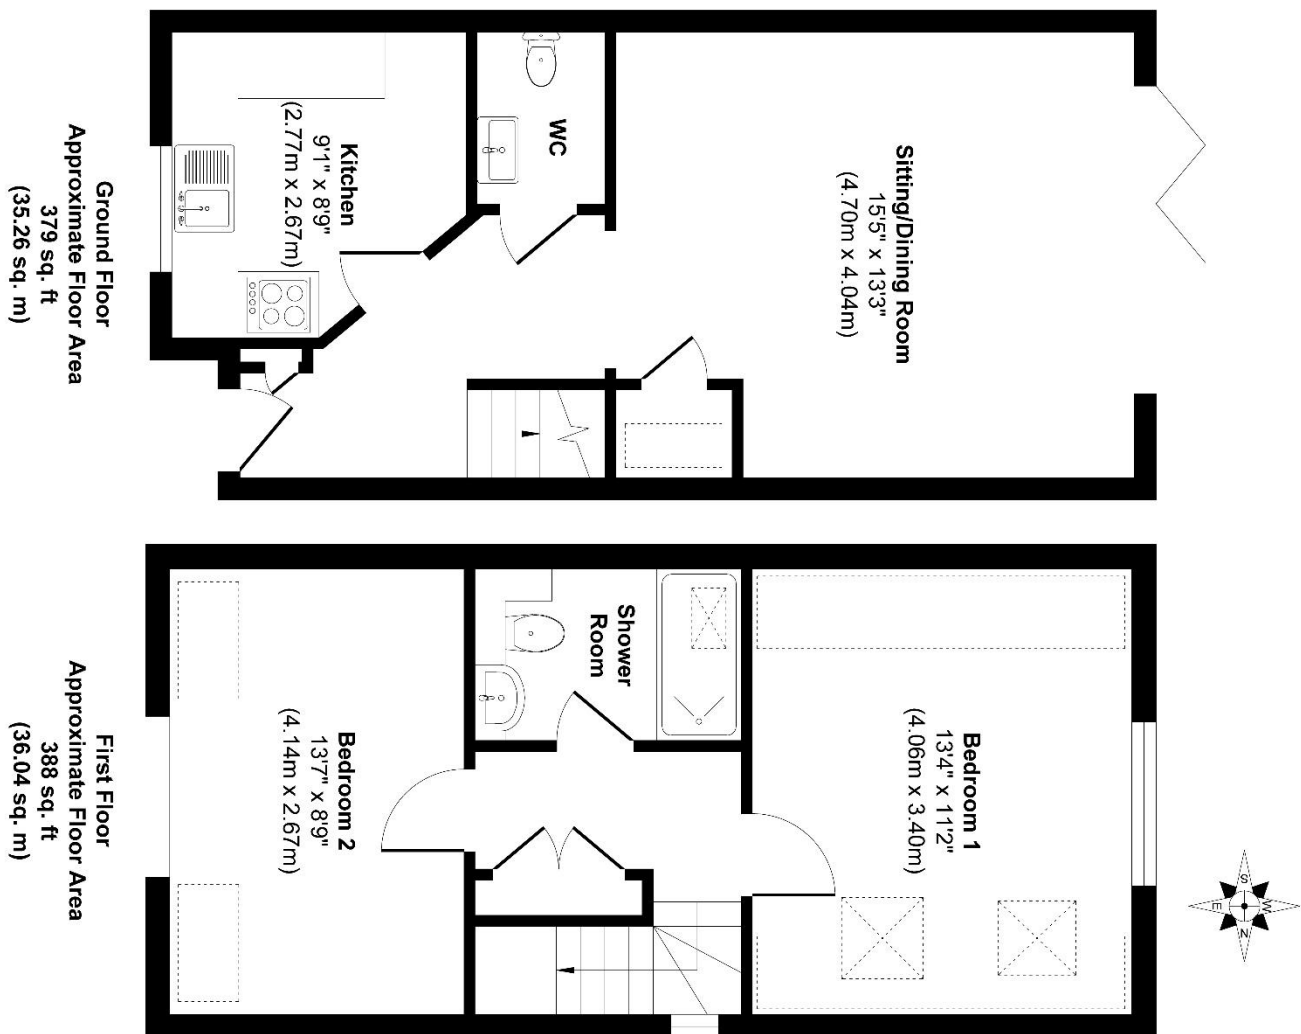 Kitchen
9'1" x 8'9"
(2.77m x 2.67m)
WC
Sitting/Dining Room
15'5" x 13'3"
(4.70m x 4.04m)
Ground Floor
Approximate Floor Area
379 sq. ft
(35.26 sq. m)
Shower
Room
Bedroom 2
13'7" x 8'9"
(4.14m x 2.67m)
Bedroom 1
13'4" x 11'2"
(4.06m x 3.40m)
First Floor
Approximate Floor Area
388 sq. ft
(36.04 sq. m)
N
E
S
W